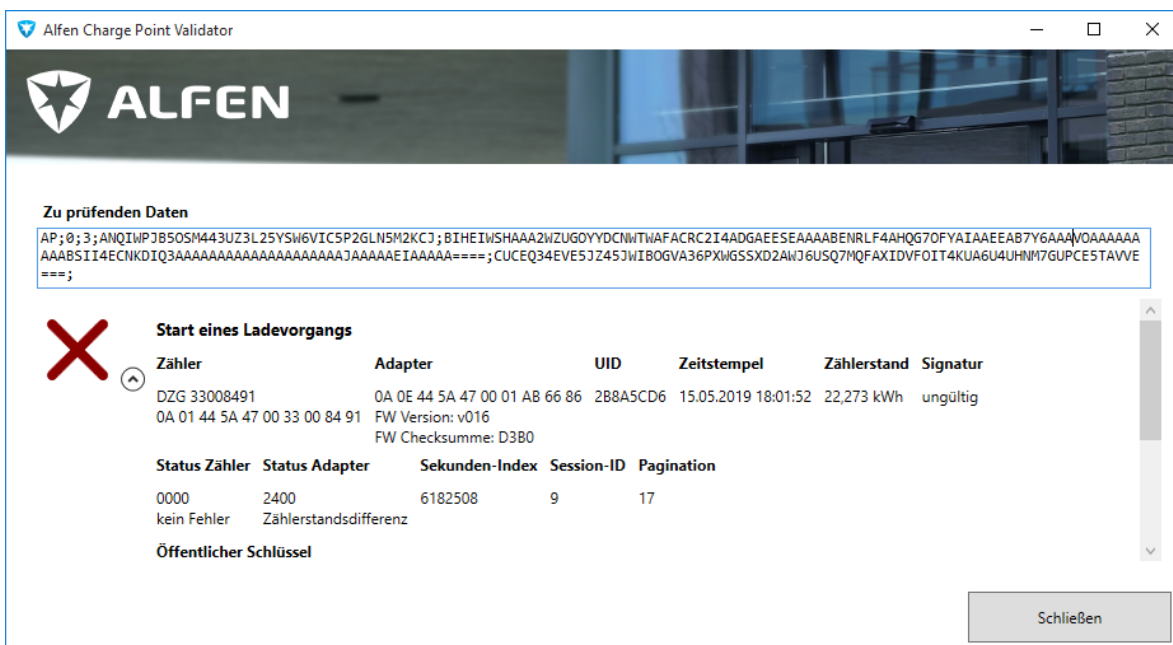 Alfen Charge Point Validator
ALFEN
Zu prüfenden Daten
AP;0;3;ANQIWPJB5OSM443UZ3L25YSW6VIC5P2GLN5M2KCJ;BIHEIWSHAAA2WZUGOYYDCNWTWAFACRC2I4ADGAEESEAAAABENRLF4AHQG7OFYAIAAEEAB7Y6AAAVOAAAAAA
AAABSII4ECNKDIQ3AAAAAAAAAAAAAAAAAAAAJAAAAAEIAAAAA====;CUCEQ34EVE5JZ45JWIBOGVA36PXWGSSXD2AWJ6USQ7MQFAXIDVFOIT4KUA6U4UHNM7GUPCE5TAVVE
===;
Start eines Ladevorgangs
Zähler Adapter UID Zeitstempel Zählerstand Signatur
DZG 33008491 0A 0E 44 5A 47 00 01 AB 66 86 2B8A5CD6 15.05.2019 18:01:52 22,273 kWh ungültig
0A 01 44 5A 47 00 33 00 84 91 FW Version: v016
FW Checksumme: D3B0
Status Zähler Status Adapter Sekunden-Index Session-ID Pagination
0000 2400 6182508 9 17
kein Fehler Zählerstandsdifferenz
Öffentlicher Schlüssel
Schließen